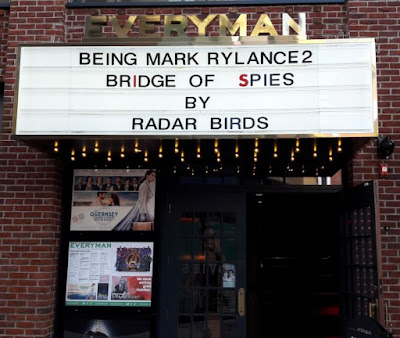 EVERYMAN
BEING MARK RYLANCE2
BRIDGE OF SPIES
BY
RADAR BIRDS
GUERNSEY
EVERYMAN